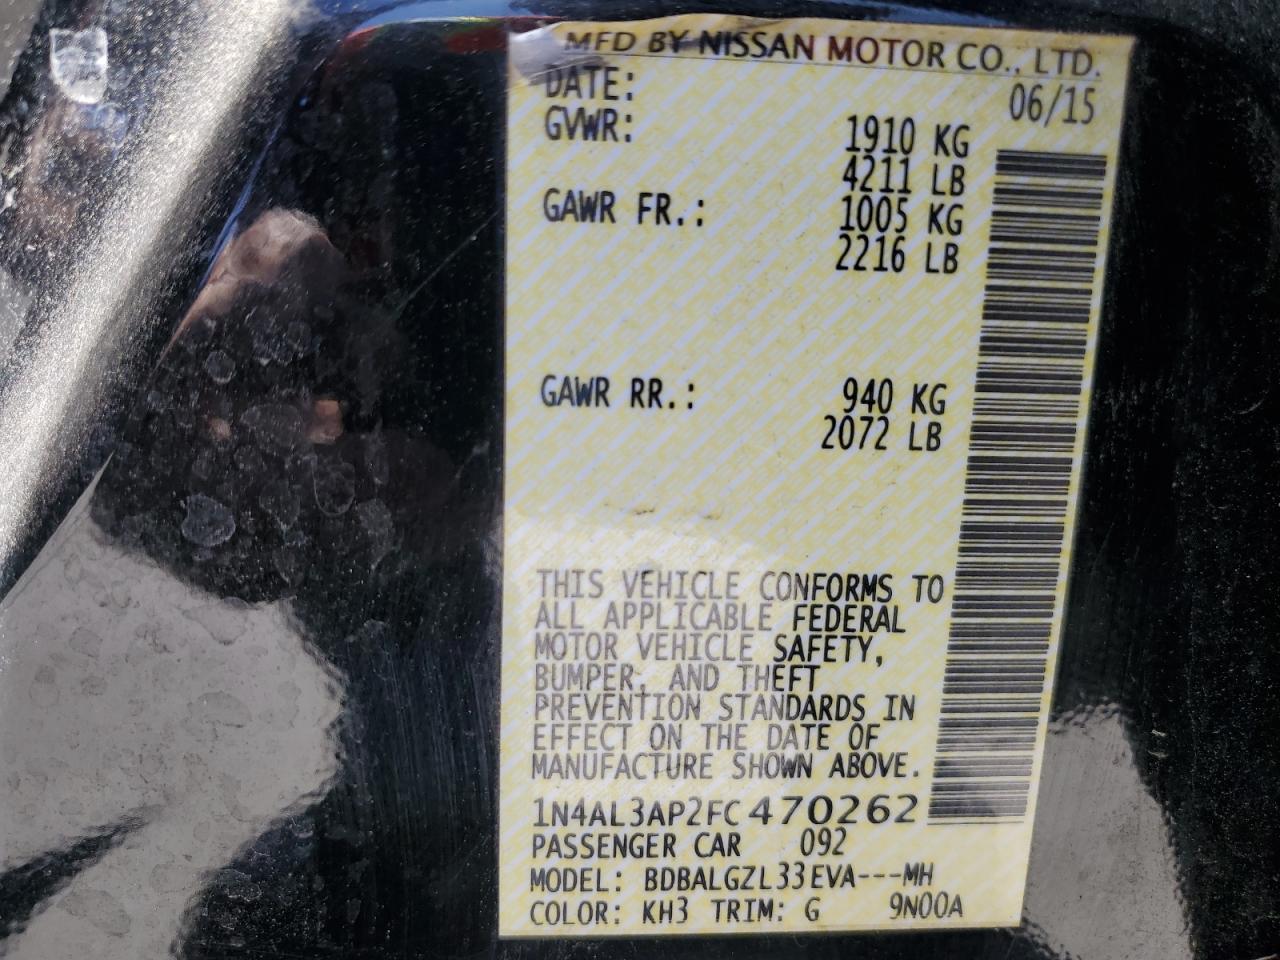 MFD BY NISSAN MOTOR CO., LTD.
DATE: 06/15
GVWR: 1910 KG
4211 LB
GAWR FR.: 1005 KG
2216 LB
GAWR RR.: 940 KG
2072 LB
THIS VEHICLE CONFORMS TO
ALL APPLICABLE FEDERAL
MOTOR VEHICLE SAFETY,
BUMPER, AND THEFT
PREVENTION STANDARDS IN
EFFECT ON THE DATE OF
MANUFACTURE SHOWN ABOVE.
1N4AL3AP2FC470262
PASSENGER CAR 092
MODEL: BDBALGZL33EVA---MH
COLOR: KH3 TRIM: G 9N00A